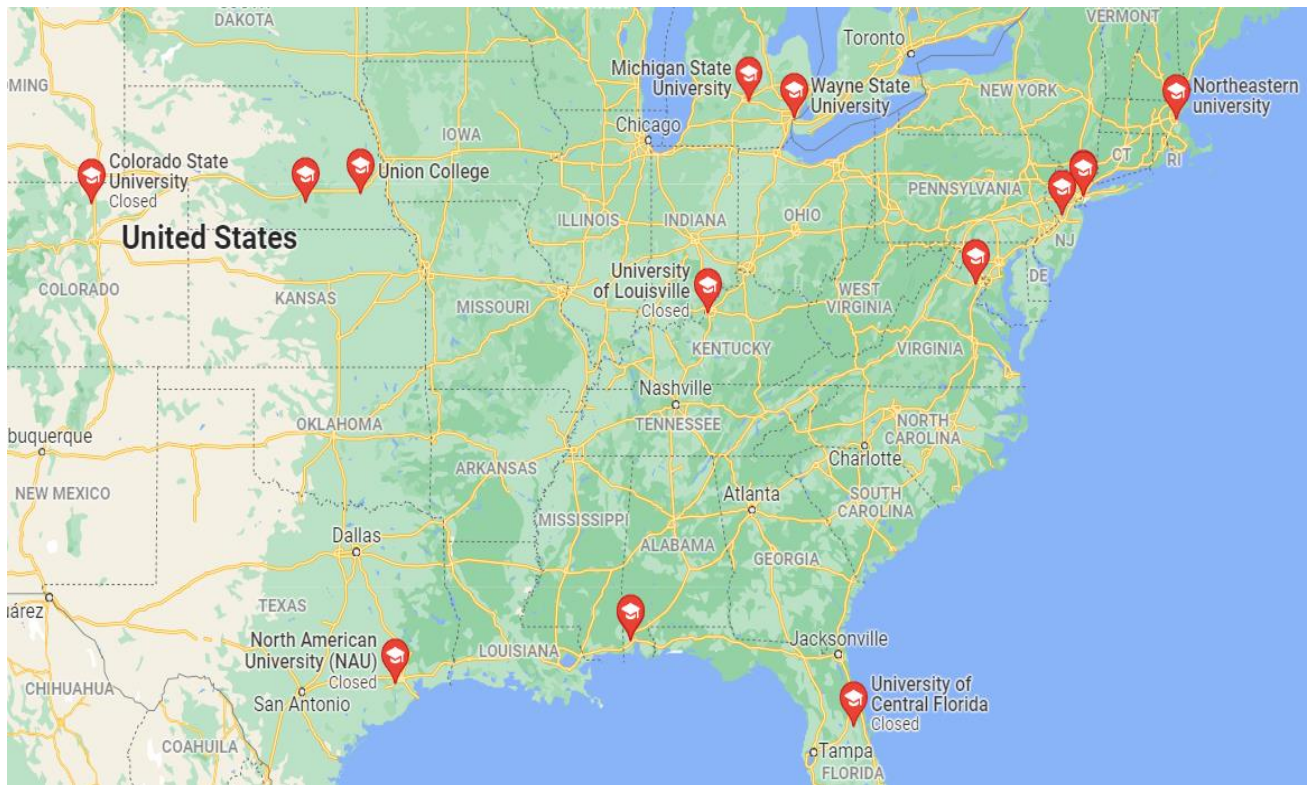 DAKOTA
VERMONT
Toronto
Michigan State
University
Wayne State
University
NEW YORK
Northeastern
university
OMING
IOWA
Chicago
CT
RI
Colorado State
University
Closed
Union College
PENNSYLVANIA
ILLINOIS
INDIANA
OHIO
NJ
United States
DE
COLORADO
KANSAS
MISSOURI
University
of Louisville
Closed
WEST
VIRGINIA
KENTUCKY
VIRGINIA
Nashville
TENNESSEE
OKLAHOMA
NORTH
CAROLINA
buquerque
ARKANSAS
Charlotte
NEW MEXICO
Atlanta
SOUTH
CAROLINA
MISSISSIPPI
Dallas
ALABAMA
GEORGIA
uárez
TEXAS
North American
University (NAU)
Closed
LOUISIANA
Jacksonville
CHIHUAHUA
San Antonio
University of
Central Florida
Closed
COAHUILA
Tampa
FLORIDA